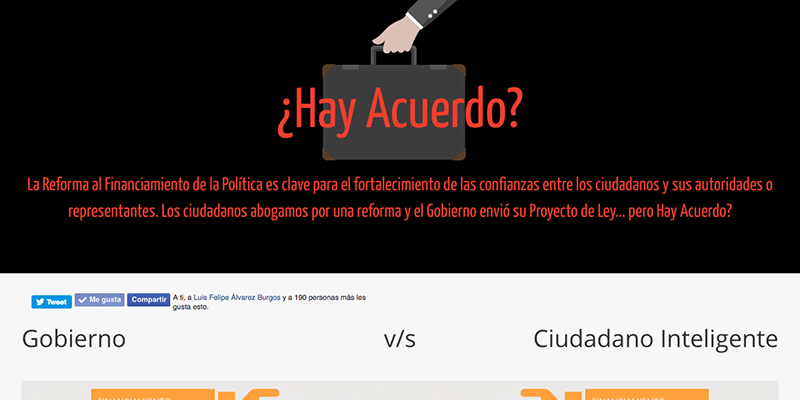 ¿Hay Acuerdo?
La Reforma al Financiamiento de la Política es clave para el fortalecimiento de las confianzas entre los ciudadanos y sus autoridades o
representantes. Los ciudadanos abogamos por una reforma y el Gobierno envió su Proyecto de Ley... pero Hay Acuerdo?
Tweet Me gusta Compartir A ti, a Luis Felipe Álvarez Burgos y a 190 personas más les
gusta esto.
Gobierno v/s Ciudadano Inteligente
FINANCIAMIENTO FINANCIAMIENTO